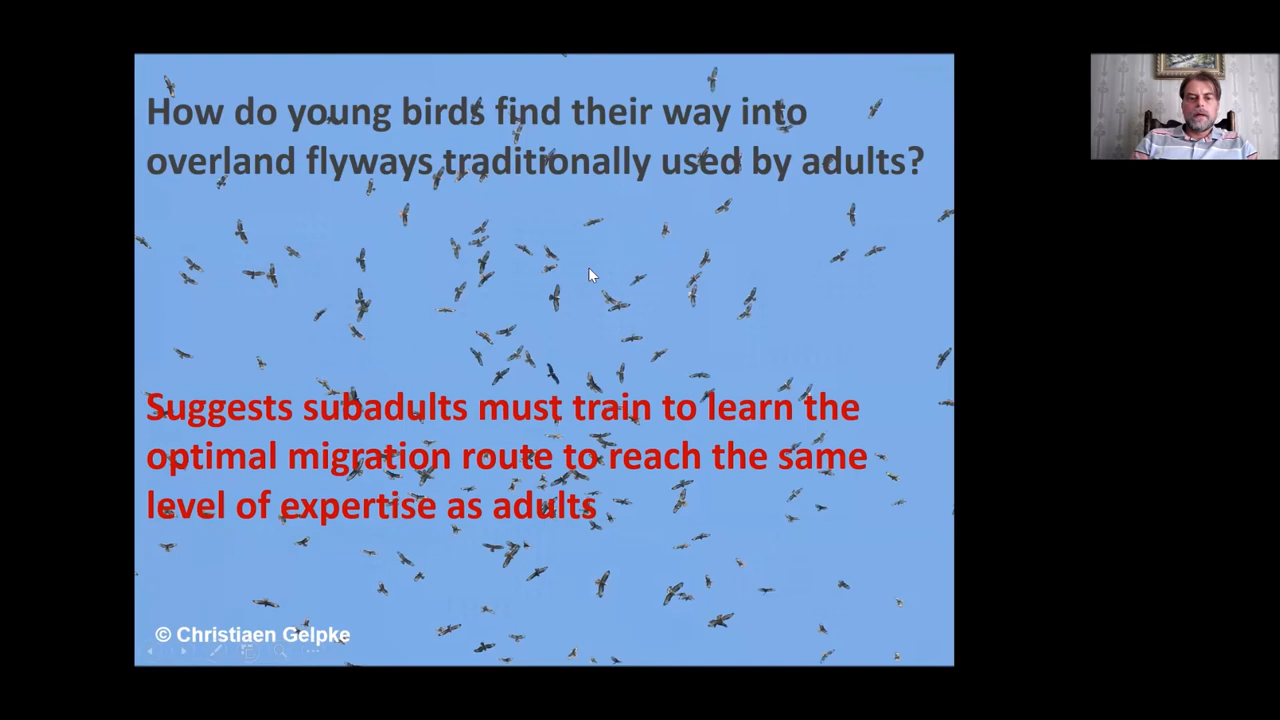 How do young birds find their way into
overland flyways traditionally used by adults?
Suggests subadults must train to learn the
optimal migration route to reach the same
level of expertise as adults
© Christiaen Gelpke